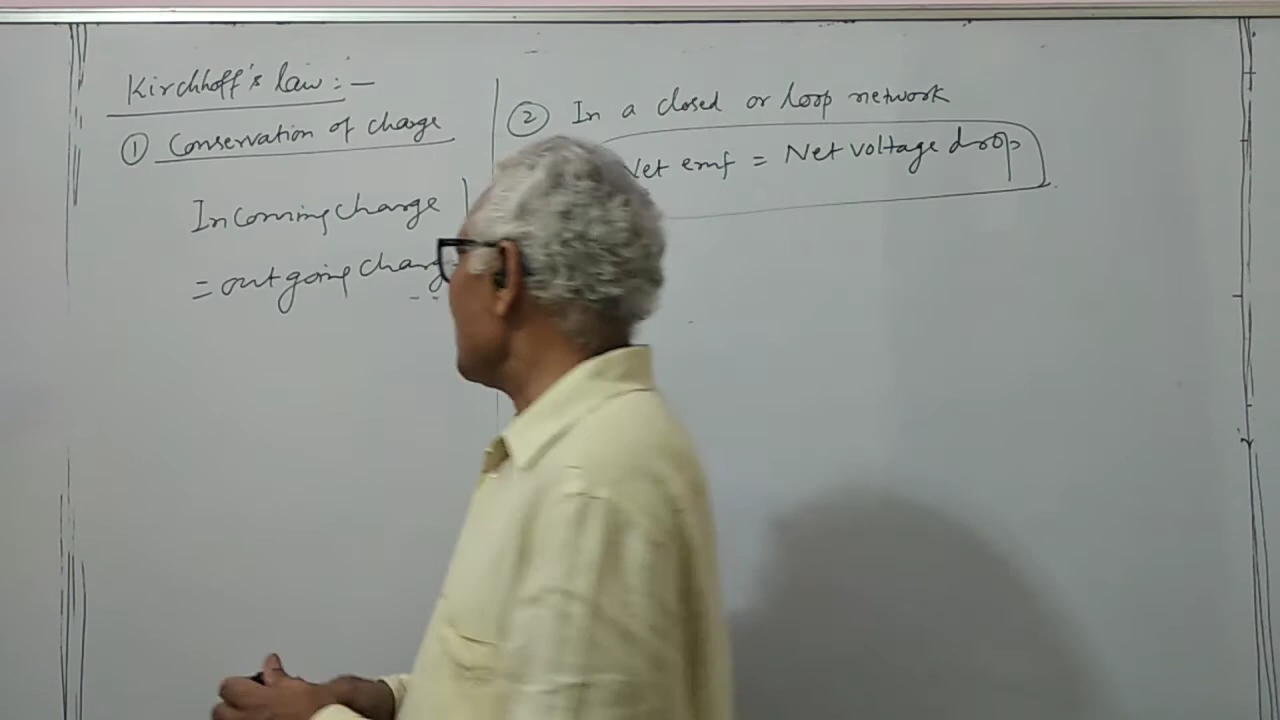 Kirchhoff's law :-
① Conservation of charge
Incoming charge
= outgoing charg
② In a closed or loop network
Net emf = Net voltage drop